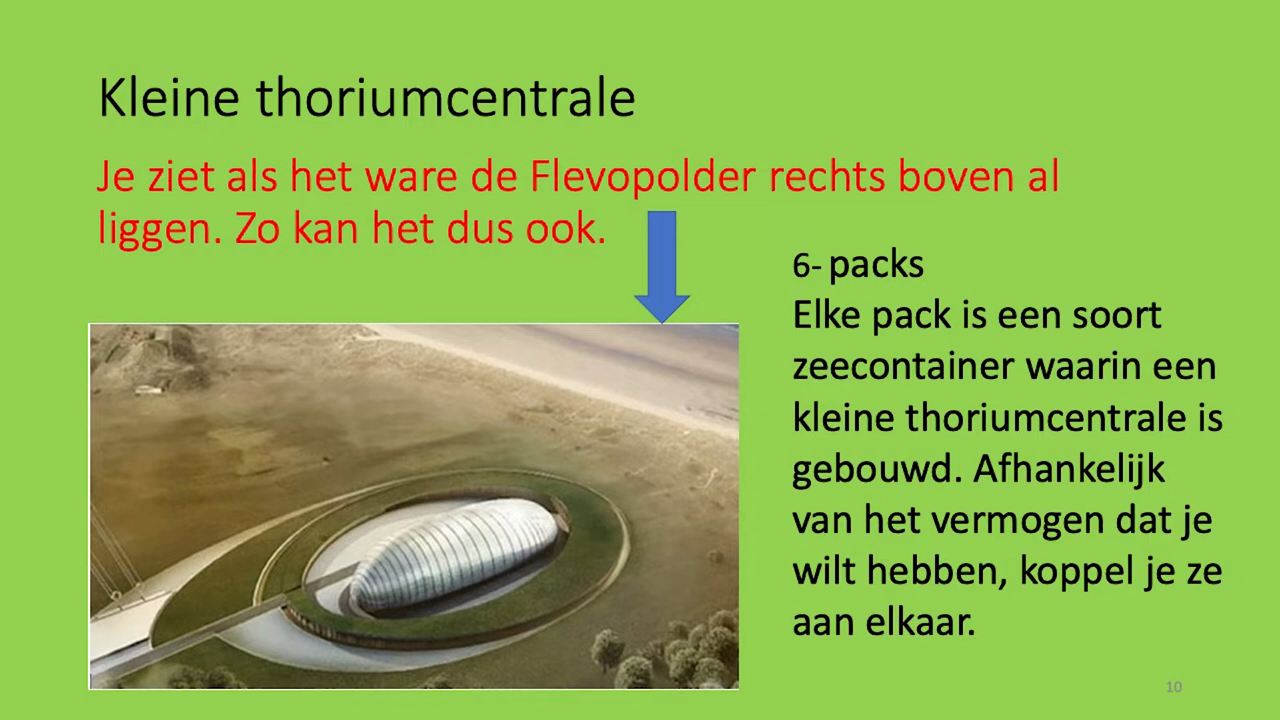 Kleine thoriumcentrale
Je ziet als het ware de Flevopolder rechts boven al
liggen. Zo kan het dus ook.
6- packs
Elke pack is een soort
zeecontainer waarin een
kleine thoriumcentrale is
gebouwd. Afhankelijk
van het vermogen dat je
wilt hebben, koppel je ze
aan elkaar.
10